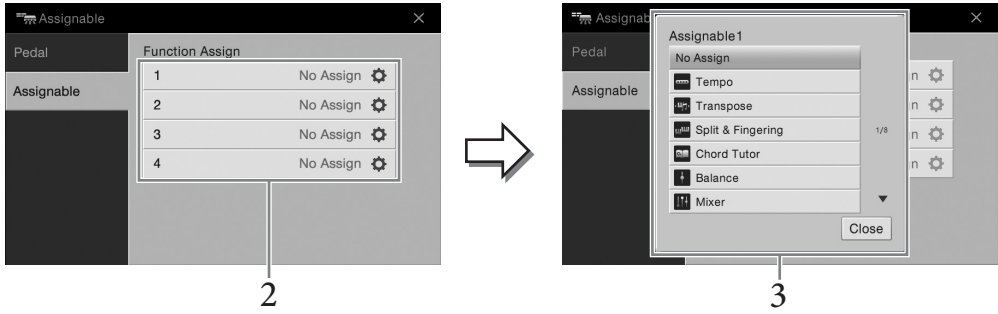 Assignable
Pedal
Assignable
Function Assign
1 No Assign
2 No Assign
3 No Assign
4 No Assign
2
Assignab
Pedal
Assignable
Assignable1
No Assign
Tempo
Transpose
Split & Fingering
Chord Tutor
Balance
Mixer
1/8
Close
n
n
n
n
3